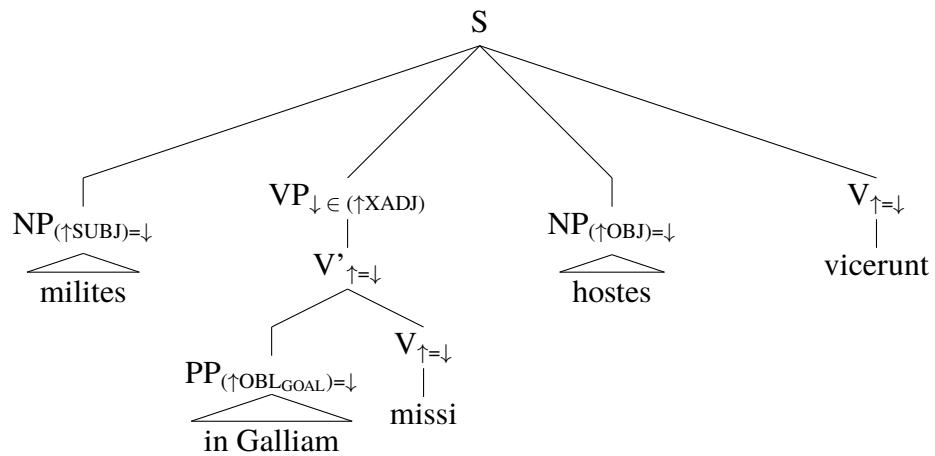 S
NP(↑SUBJ)=↓ VP↓ ∈ (↑XADJ) NP(↑OBJ)=↓ V↑=↓
milites V’↑=↓ hostes vicerunt
PP(↑OBLGOAL)=↓ V↑=↓
in Galliam missi